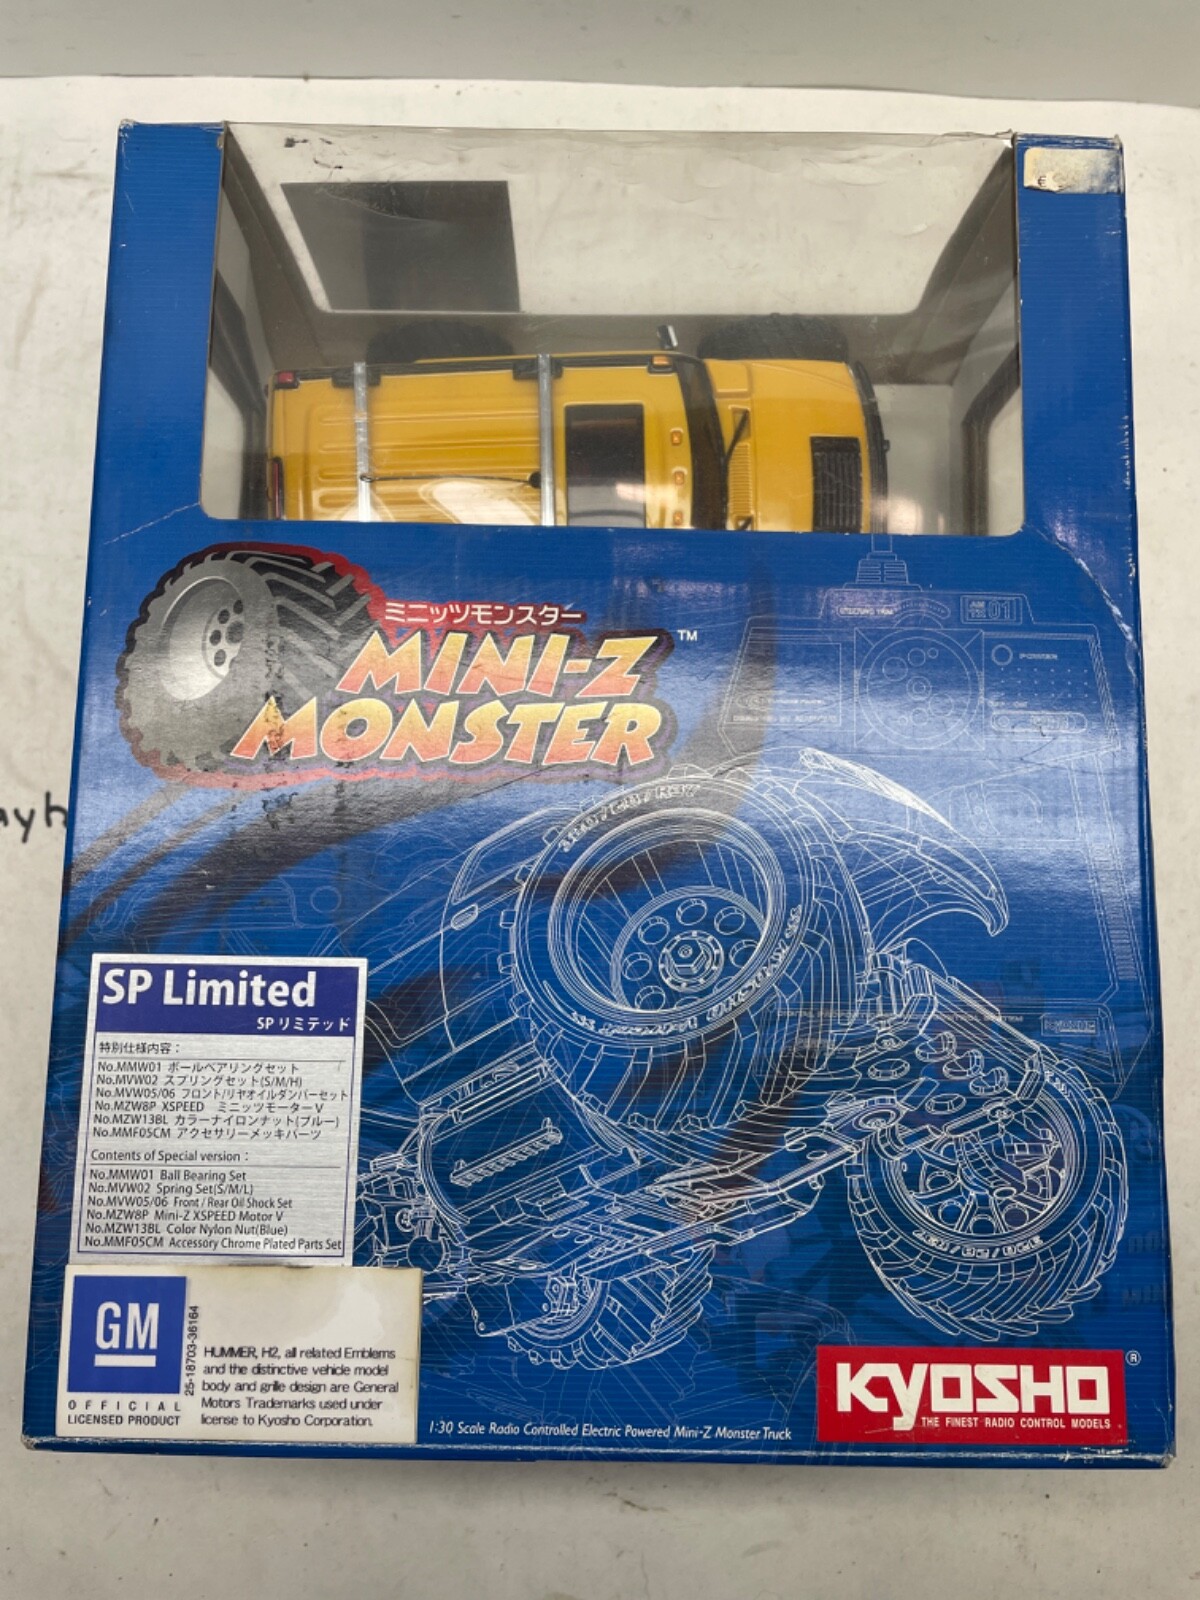 ミニッツモンスター
MINI-Z ™
MONSTER
STEERING TRIM
01
POWER
SP Limited
SP リミテッド
特別仕様内容：
No.MMW01 ボールベアリングセット
No.MVW02 スプリングセット(S/M/H)
No.MVW05/06 フロント/リヤオイルダンパーセット
No.MZW8P XSPEED ミニッツモーターV
No.MZW13BL カラーナイロンナット(ブルー)
No.MMF05CM アクセサリーメッキパーツ
Contents of Special version :
No.MMW01 Ball Bearing Set
No.MVW02 Spring Set(S/M/L)
No.MVW05/06 Front / Rear Oil Shock Set
No.MZW8P Mini-Z XSPEED Motor V
No.MZW13BL Color Nylon Nut(Blue)
No.MMF05CM Accessory Chrome Plated Parts Set
GM
OFFICIAL
LICENSED PRODUCT
25-18703-36164
HUMMER, H2, all related Emblems
and the distinctive vehicle model
body and grille design are General
Motors Trademarks used under
license to Kyosho Corporation.
1:30 Scale Radio Controlled Electric Powered Mini-Z Monster Truck
KYOSHO ®
THE FINEST RADIO CONTROL MODELS